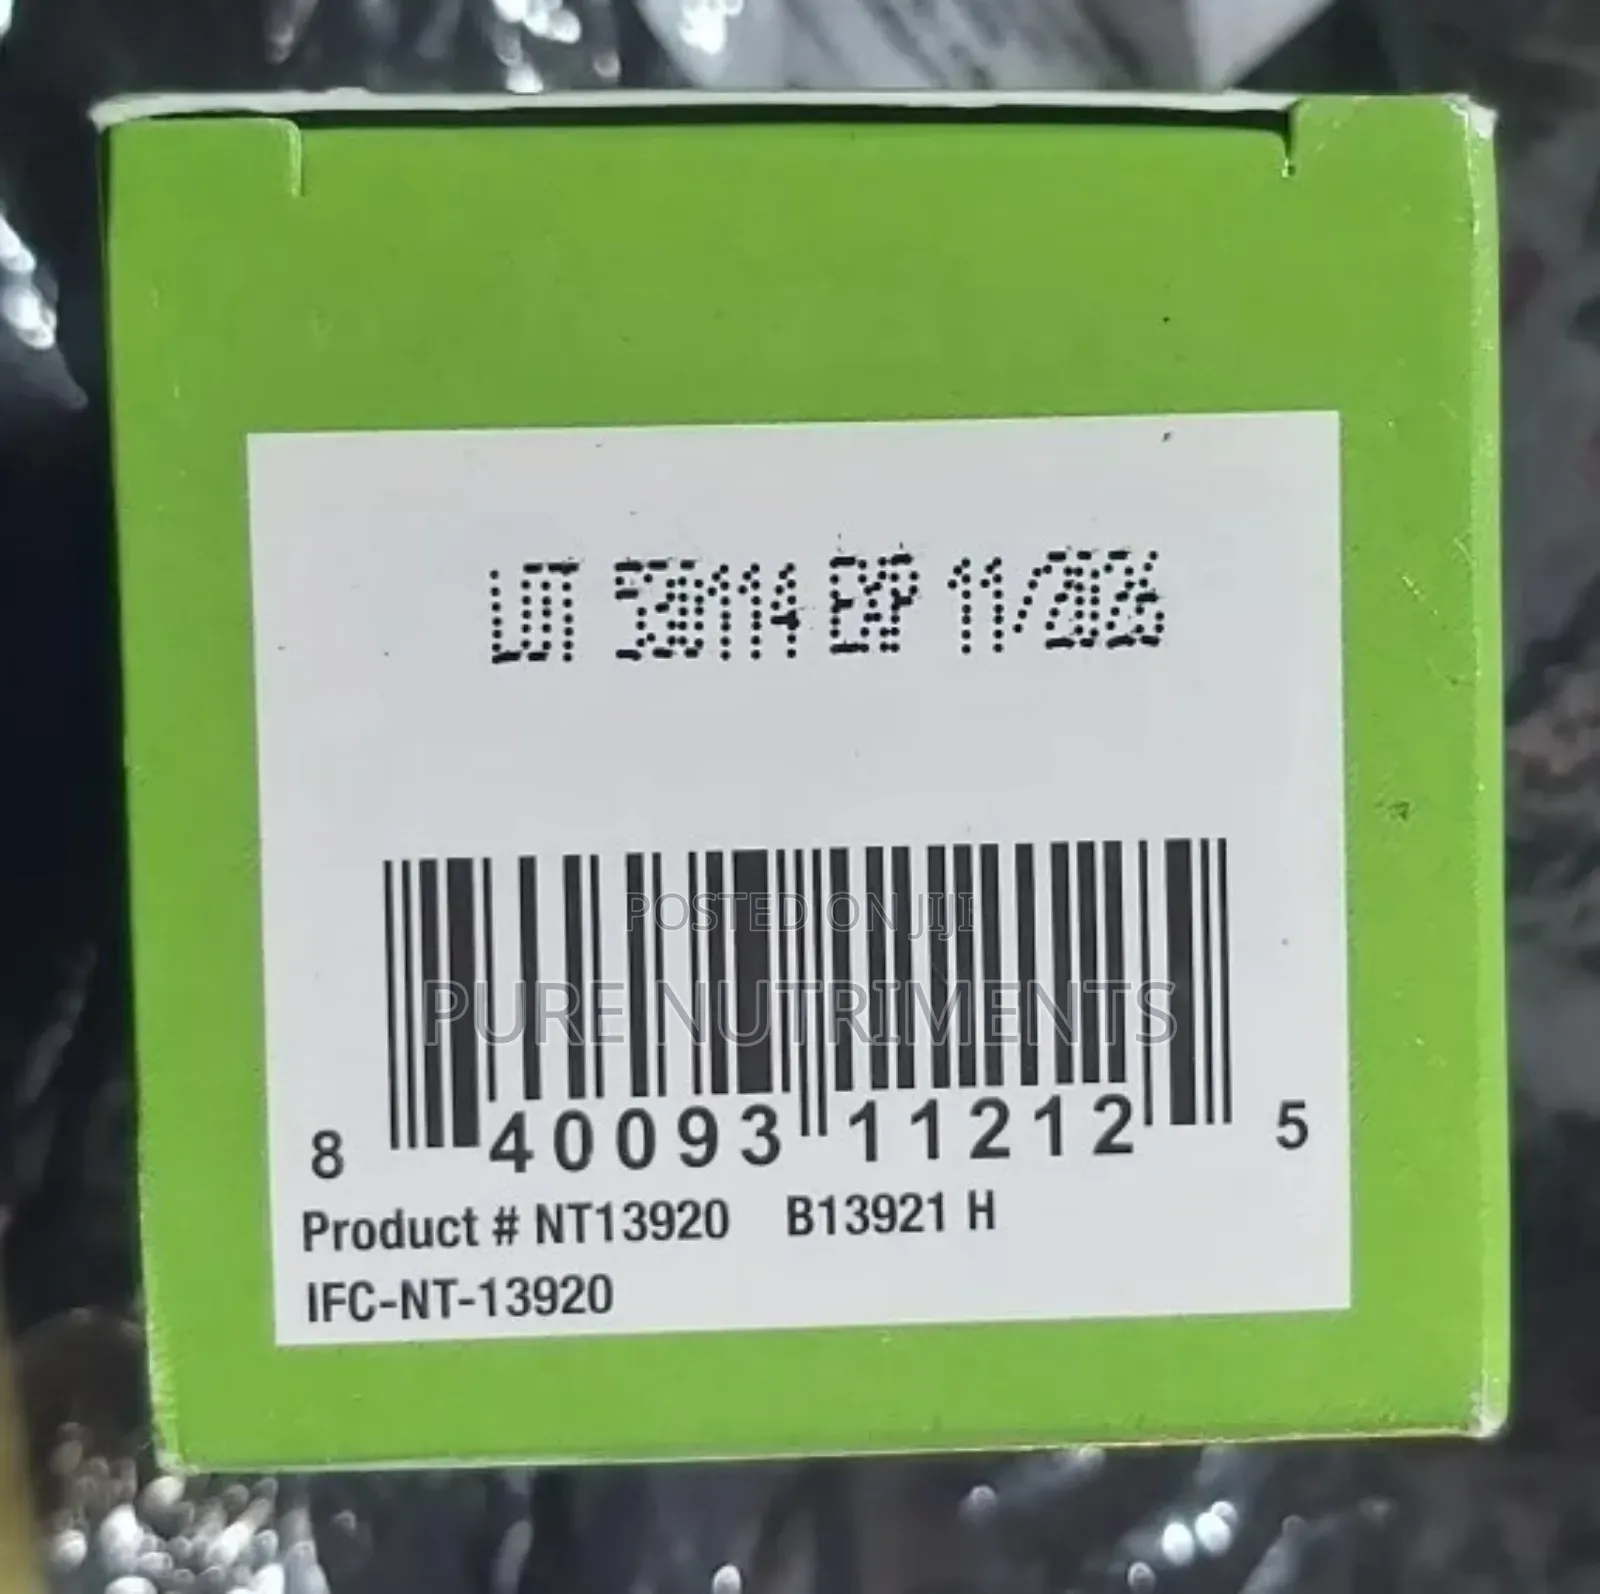 LOT 530114 EXP 11/2026
POSTED ON JIJI
PURE NUTRIMENTS
8 40093 11212 5
Product # NT13920 B13921 H
IFC-NT-13920